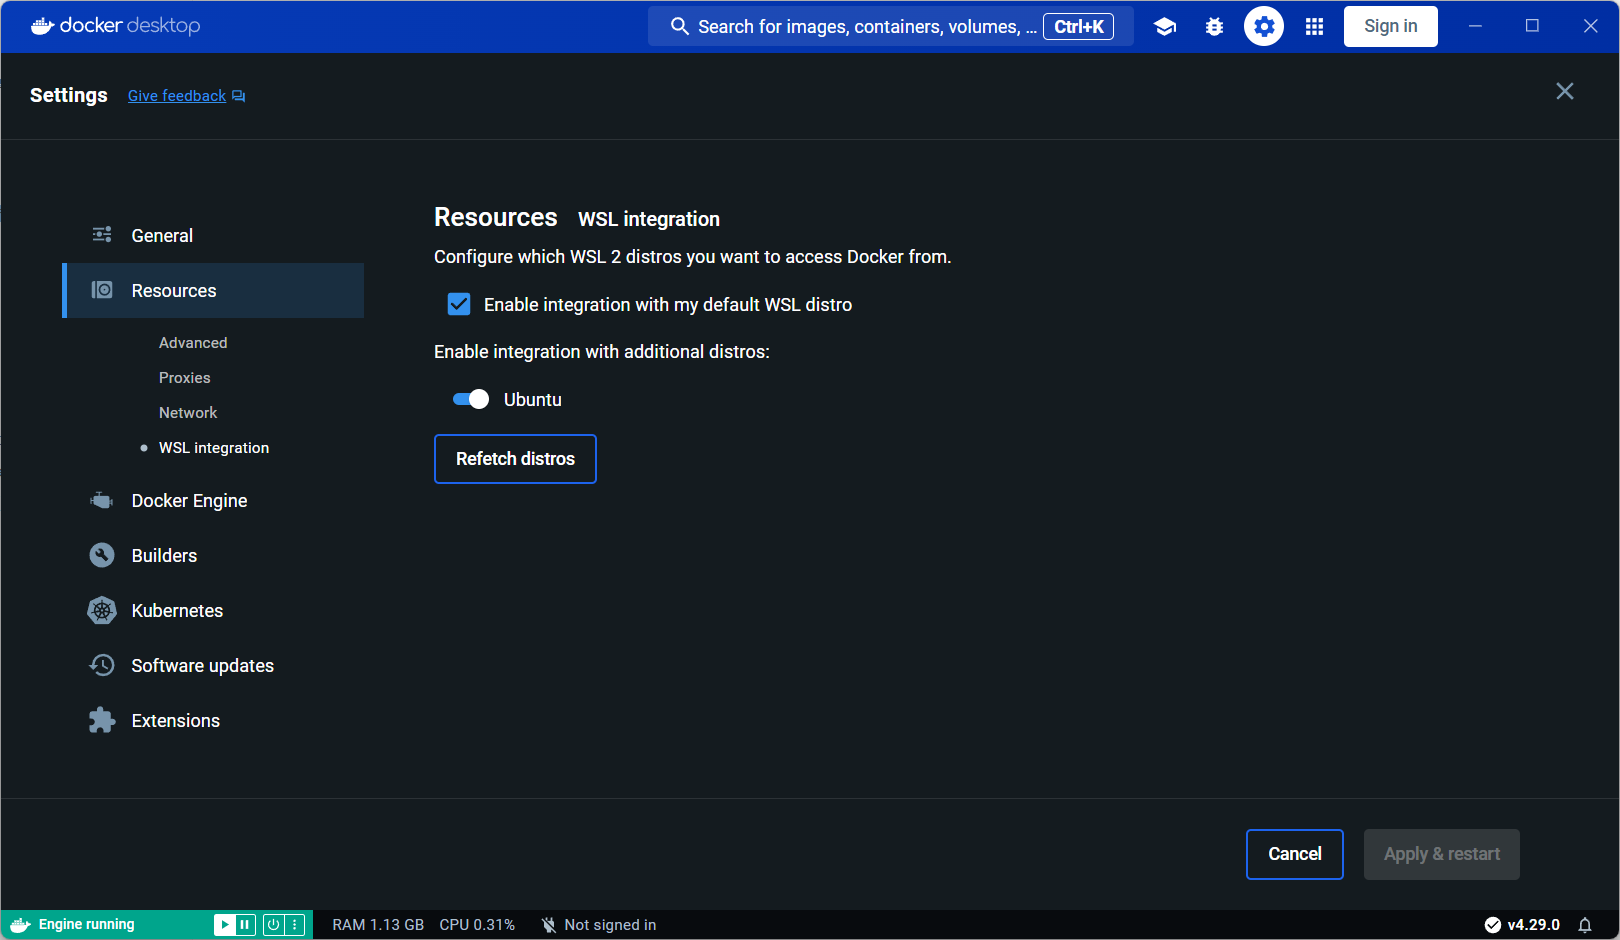 docker desktop
Search for images, containers, volumes, ... Ctrl+K
Sign in
Settings Give feedback
General
Resources
Advanced
Proxies
Network
WSL integration
Docker Engine
Builders
Kubernetes
Software updates
Extensions
Resources WSL integration
Configure which WSL 2 distros you want to access Docker from.
Enable integration with my default WSL distro
Enable integration with additional distros:
Ubuntu
Refetch distros
Cancel
Apply & restart
Engine running
RAM 1.13 GB CPU 0.31% Not signed in
v4.29.0